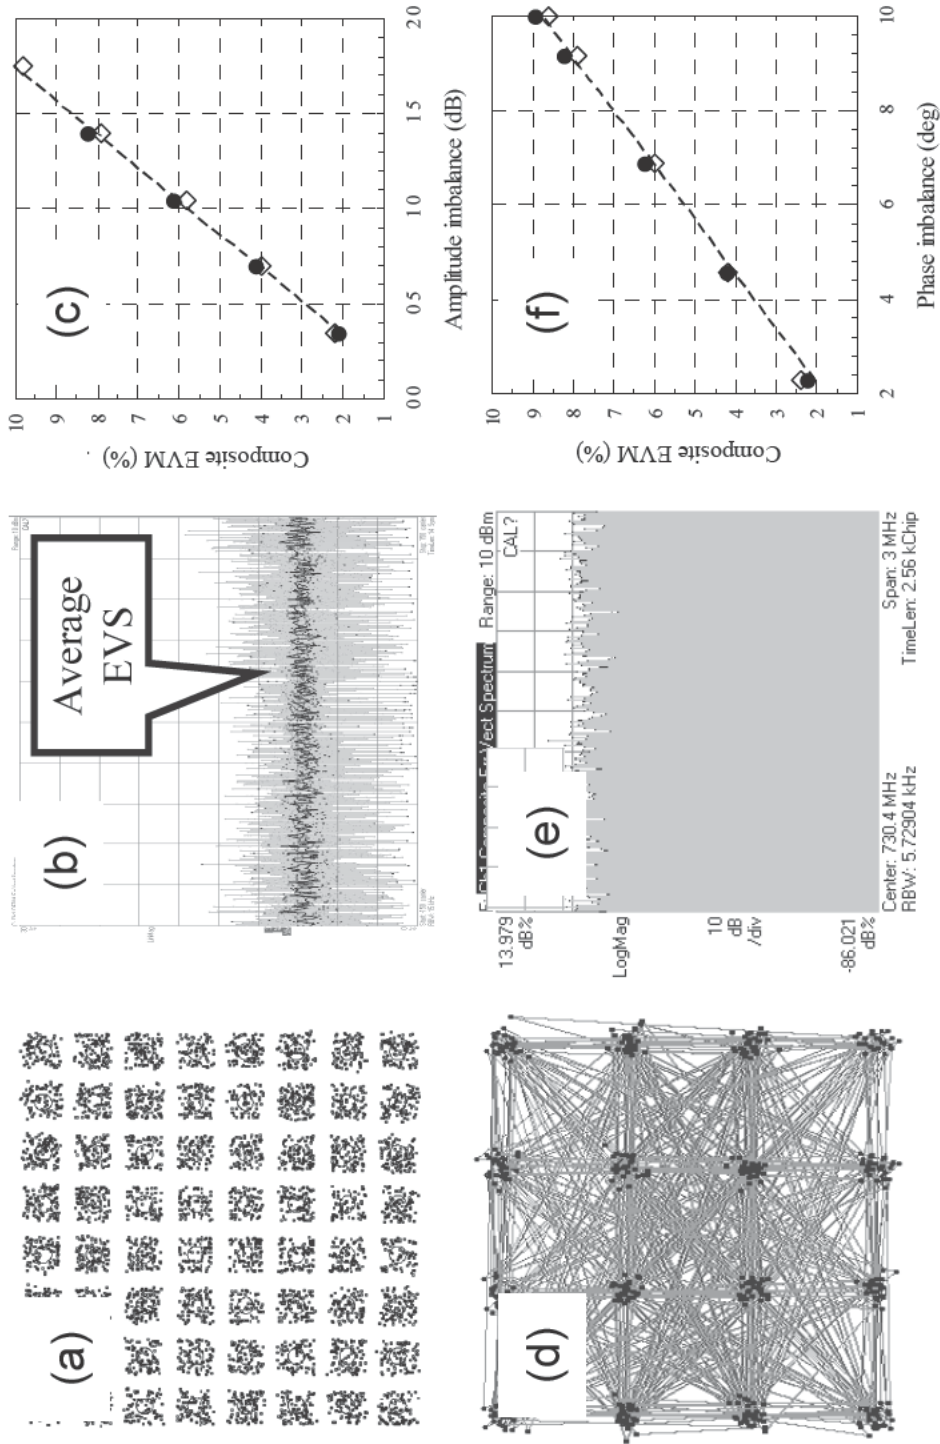 (a)
(b)
Average
EVS
(c)
10
9
8
7
6
5
4
3
2
1
Composite EVM (%)
0 0
0 5
1 0
1 5
2 0
Amplitude imbalance (dB)
(d)
(e)
Range: 10 dBm
CAL?
13.979
dB%
LogMag
10
dB
/div
-86.021
dB%
Center: 730.4 MHz
Span: 3 MHz
RBW: 5.72904 kHz
TimeLen: 2.56 kChip
(f)
10
9
8
7
6
5
4
3
2
1
Composite EVM (%)
2
4
6
8
10
Phase imbalance (deg)